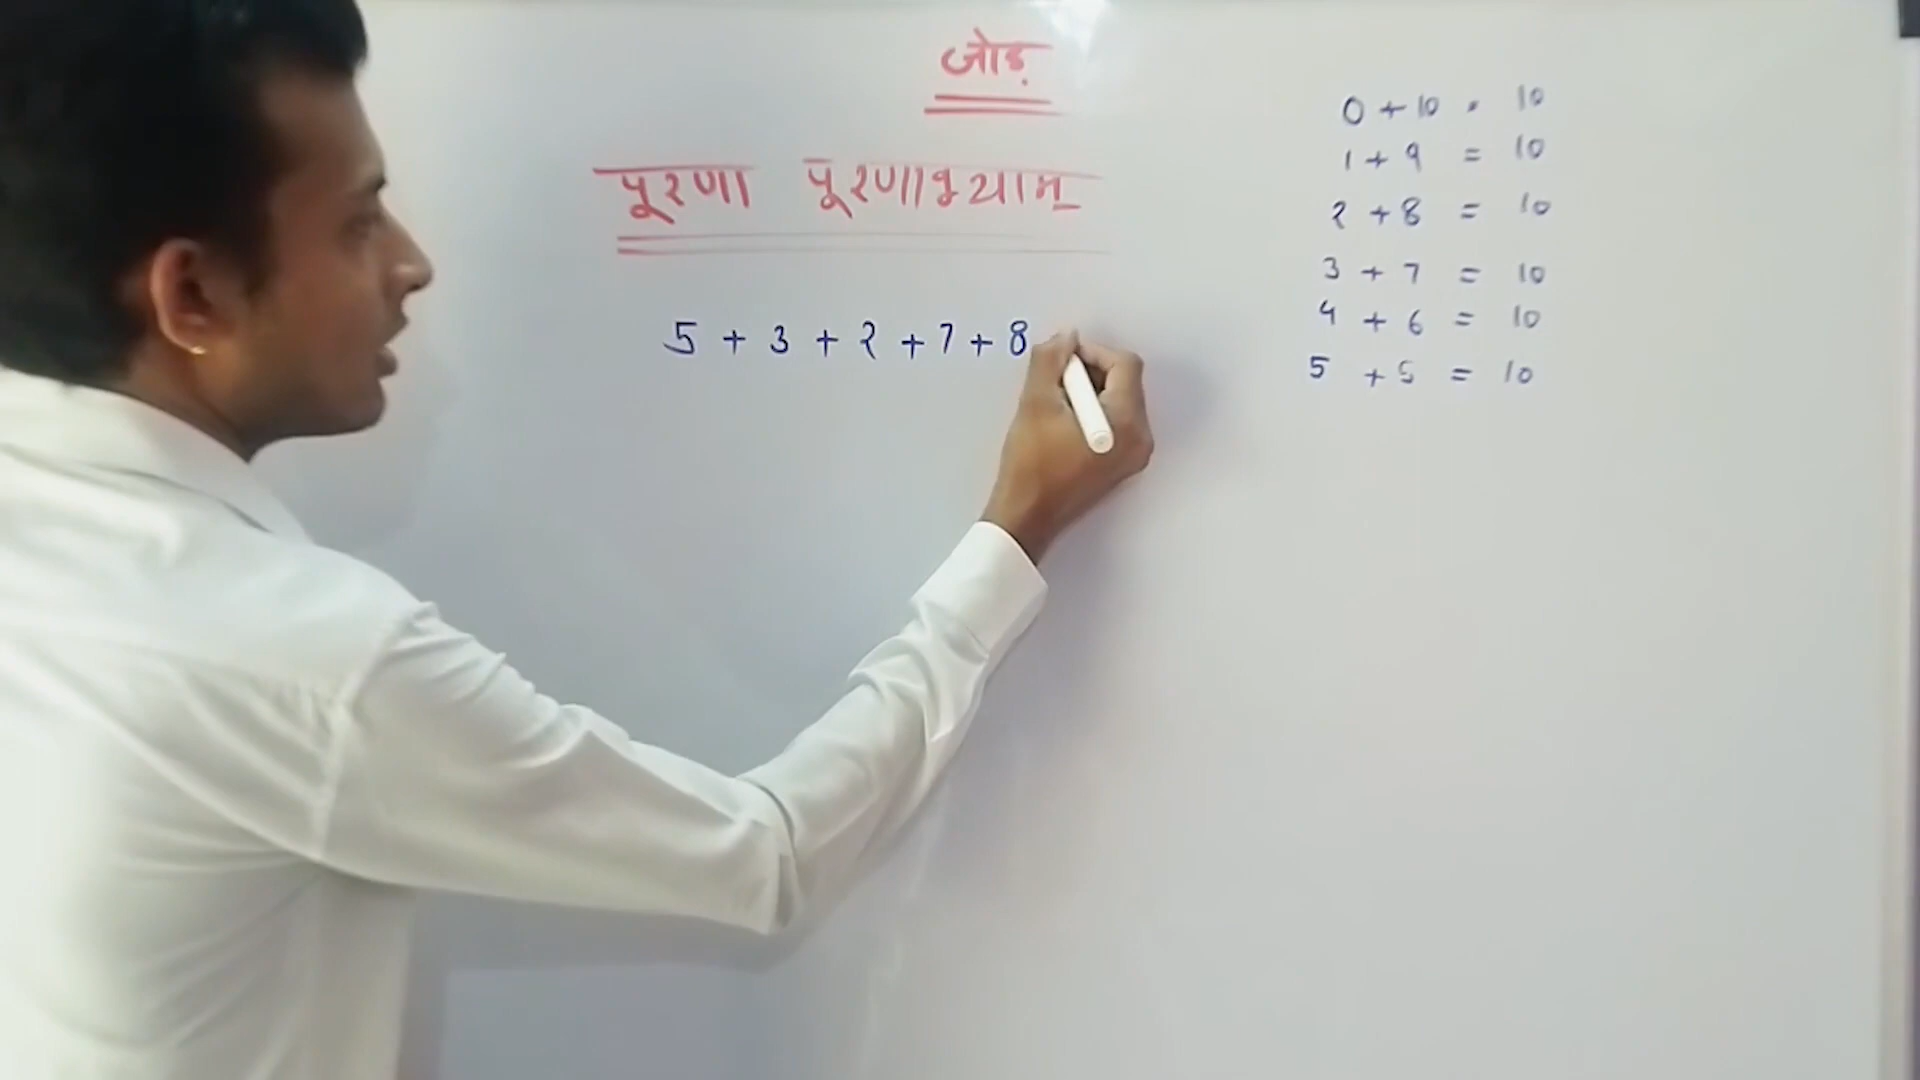 जोड़
पूरणा पूरणाभ्याम्
5 + 3 + 2 + 7 + 8
0 + 10 = 10
1 + 9 = 10
2 + 8 = 10
3 + 7 = 10
4 + 6 = 10
5 + 5 = 10